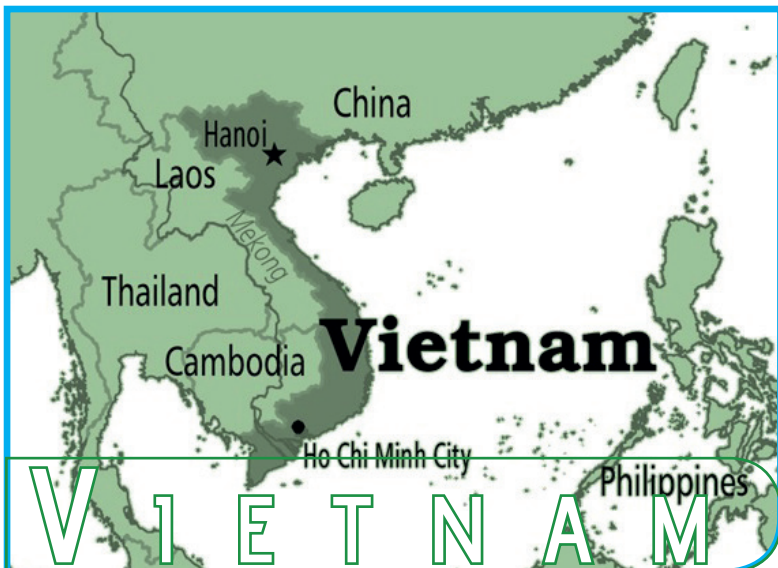 China
Hanoi
Laos
Mekong
Thailand
Vietnam
Cambodia
Ho Chi Minh City
Philippines
VIETNAM